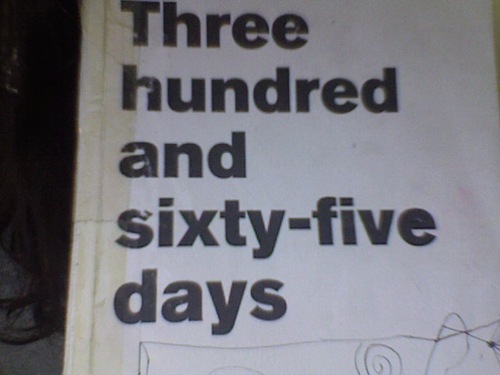 Three
hundred
and
sixty-five
days